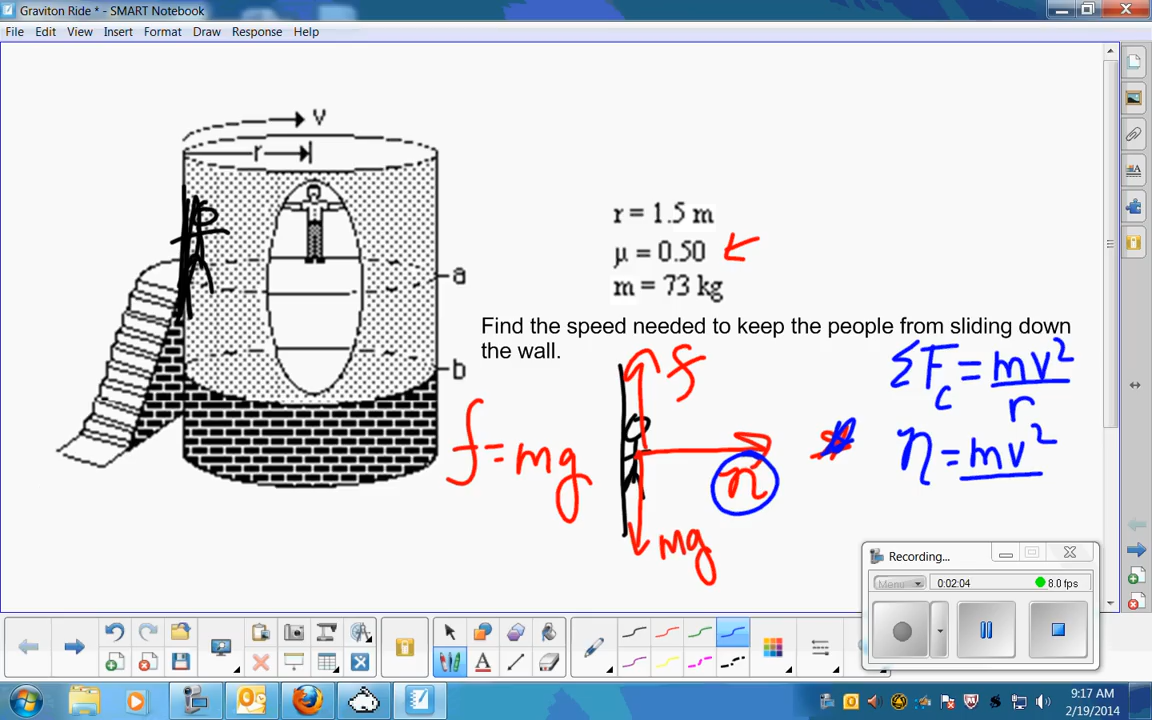 Graviton Ride * - SMART Notebook
File Edit View Insert Format Draw Response Help
v
r
r = 1.5 m
μ = 0.50
m = 73 kg
a
Find the speed needed to keep the people from sliding down
the wall.
b
f
ΣFc = mv²
r
f = mg
n
n = mv²
mg
Recording...
Menu
0:02:04
8.0 fps
A
9:17 AM
2/19/2014